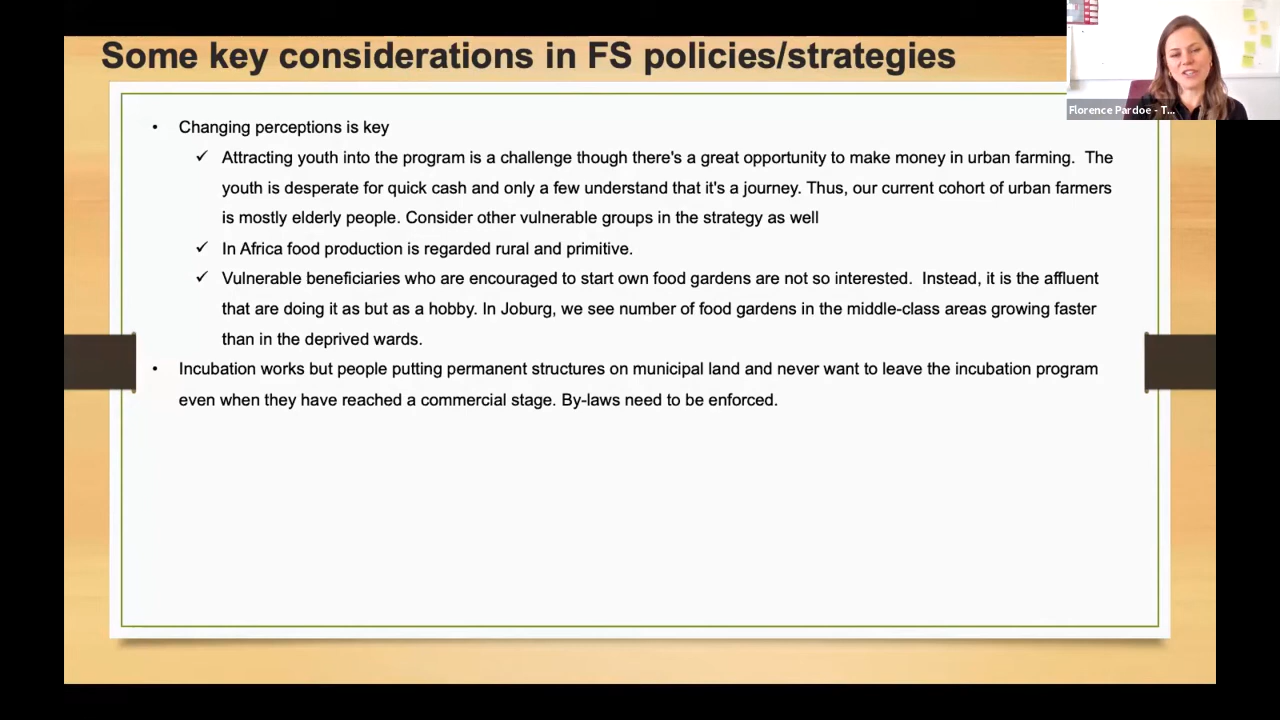 Some key considerations in FS policies/strategies
Florence Pardoe - T...
• Changing perceptions is key
✓ Attracting youth into the program is a challenge though there's a great opportunity to make money in urban farming.  The
youth is desperate for quick cash and only a few understand that it's a journey. Thus, our current cohort of urban farmers
is mostly elderly people. Consider other vulnerable groups in the strategy as well
✓ In Africa food production is regarded rural and primitive.
✓ Vulnerable beneficiaries who are encouraged to start own food gardens are not so interested.  Instead, it is the affluent
that are doing it as but as a hobby. In Joburg, we see number of food gardens in the middle-class areas growing faster
than in the deprived wards.
• Incubation works but people putting permanent structures on municipal land and never want to leave the incubation program
even when they have reached a commercial stage. By-laws need to be enforced.